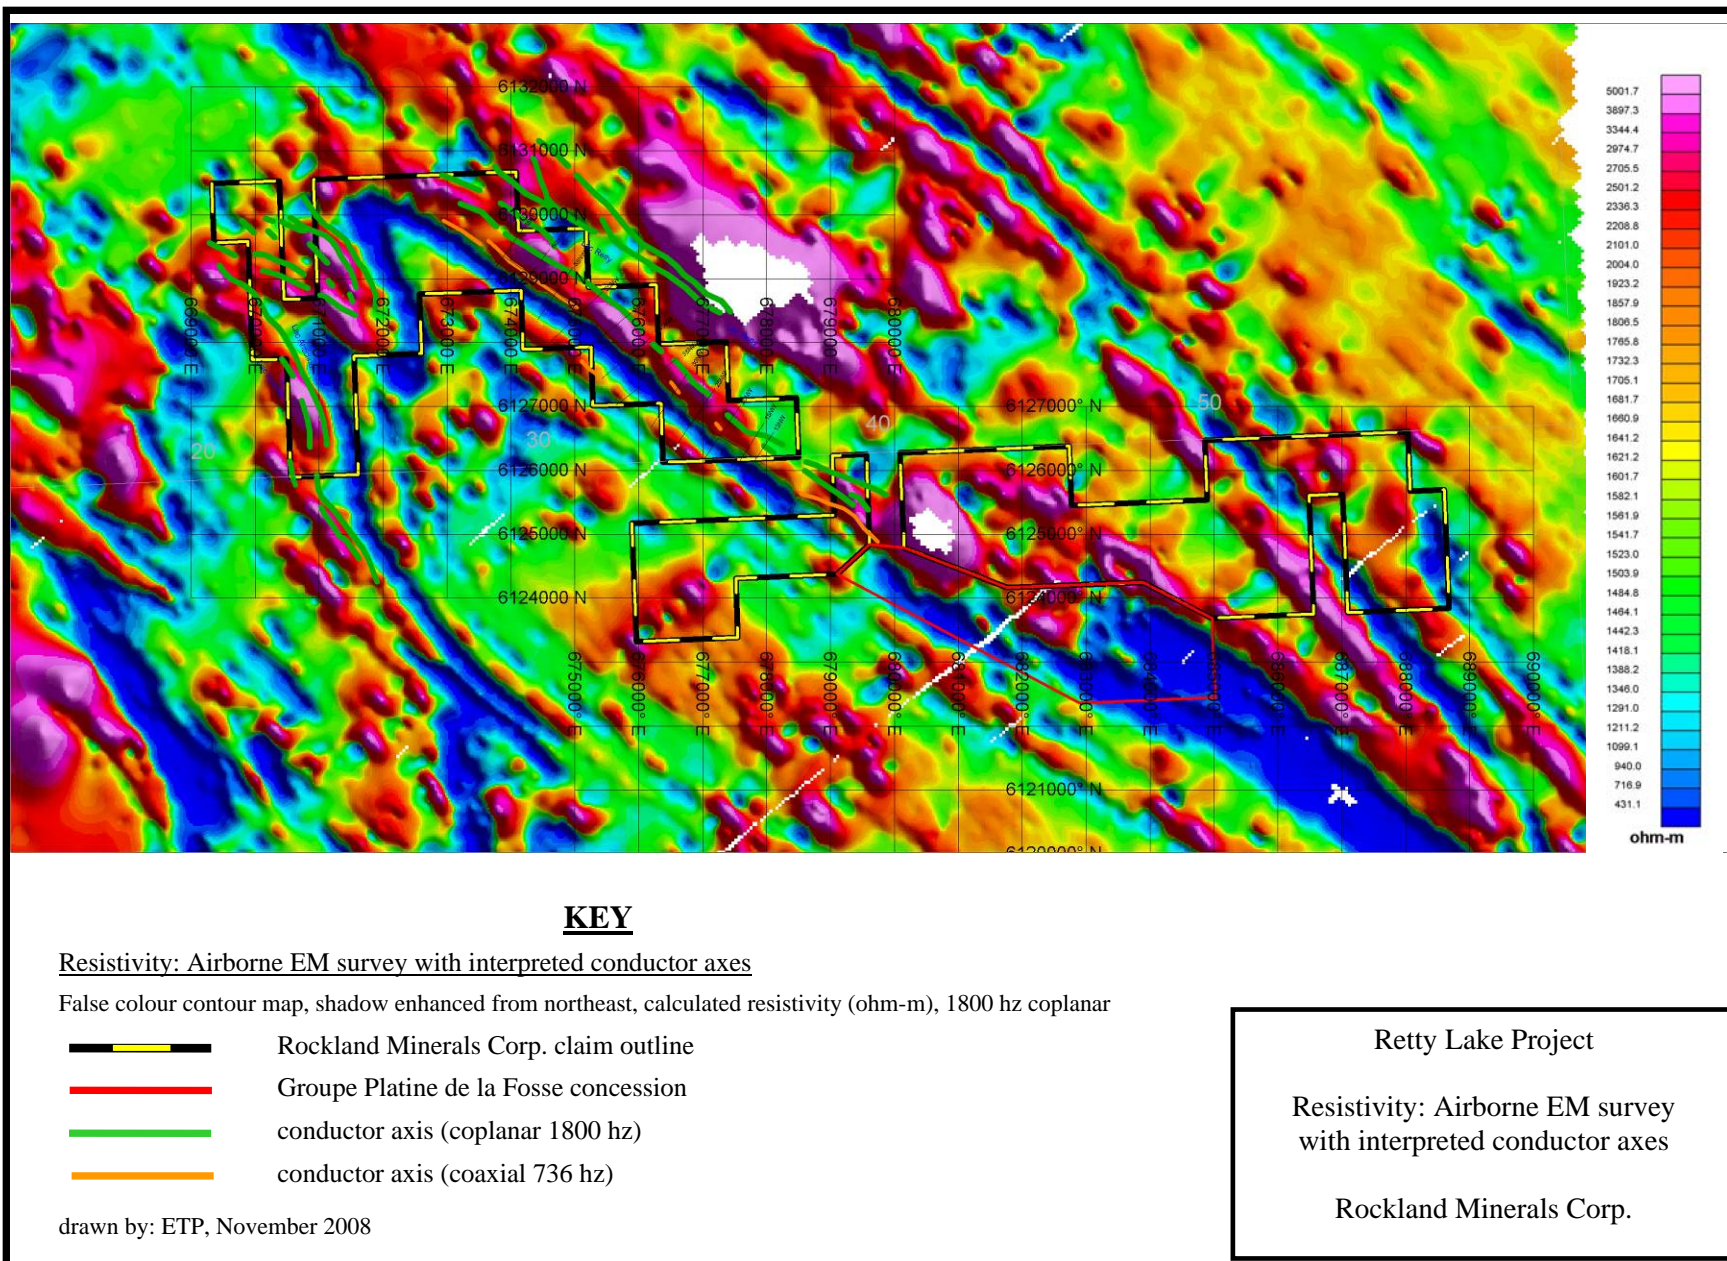 6132000 N
6131000 N
6130000 N
6129000 N
669000 E
670000 E
671000 E
672000 E
673000 E
674000 E
675000 E
676000 E
677000 E
678000 E
679000 E
680000 E
6127000 N
6127000° N
20
30
40
50
6126000 N
6126000° N
6125000 N
6125000° N
6124000 N
6124000° N
675000° E
676000° E
677000° E
678000° E
679000° E
680000° E
681000° E
682000° E
683000° E
684000° E
685000° E
686000° E
687000° E
688000° E
689000° E
690000° E
6121000° N
6120000° N
5001.7
3897.3
3344.4
2974.7
2705.5
2501.2
2336.3
2208.8
2101.0
2004.0
1923.2
1857.9
1806.5
1765.8
1732.3
1705.1
1681.7
1660.9
1641.2
1621.2
1601.7
1582.1
1561.9
1541.7
1523.0
1503.9
1484.8
1464.1
1442.3
1418.1
1388.2
1346.0
1291.0
1211.2
1099.1
940.0
716.9
431.1
ohm-m
KEY
Resistivity: Airborne EM survey with interpreted conductor axes
False colour contour map, shadow enhanced from northeast, calculated resistivity (ohm-m), 1800 hz coplanar
Rockland Minerals Corp. claim outline
Groupe Platine de la Fosse concession
conductor axis (coplanar 1800 hz)
conductor axis (coaxial 736 hz)
drawn by: ETP, November 2008
Retty Lake Project
Resistivity: Airborne EM survey
with interpreted conductor axes
Rockland Minerals Corp.